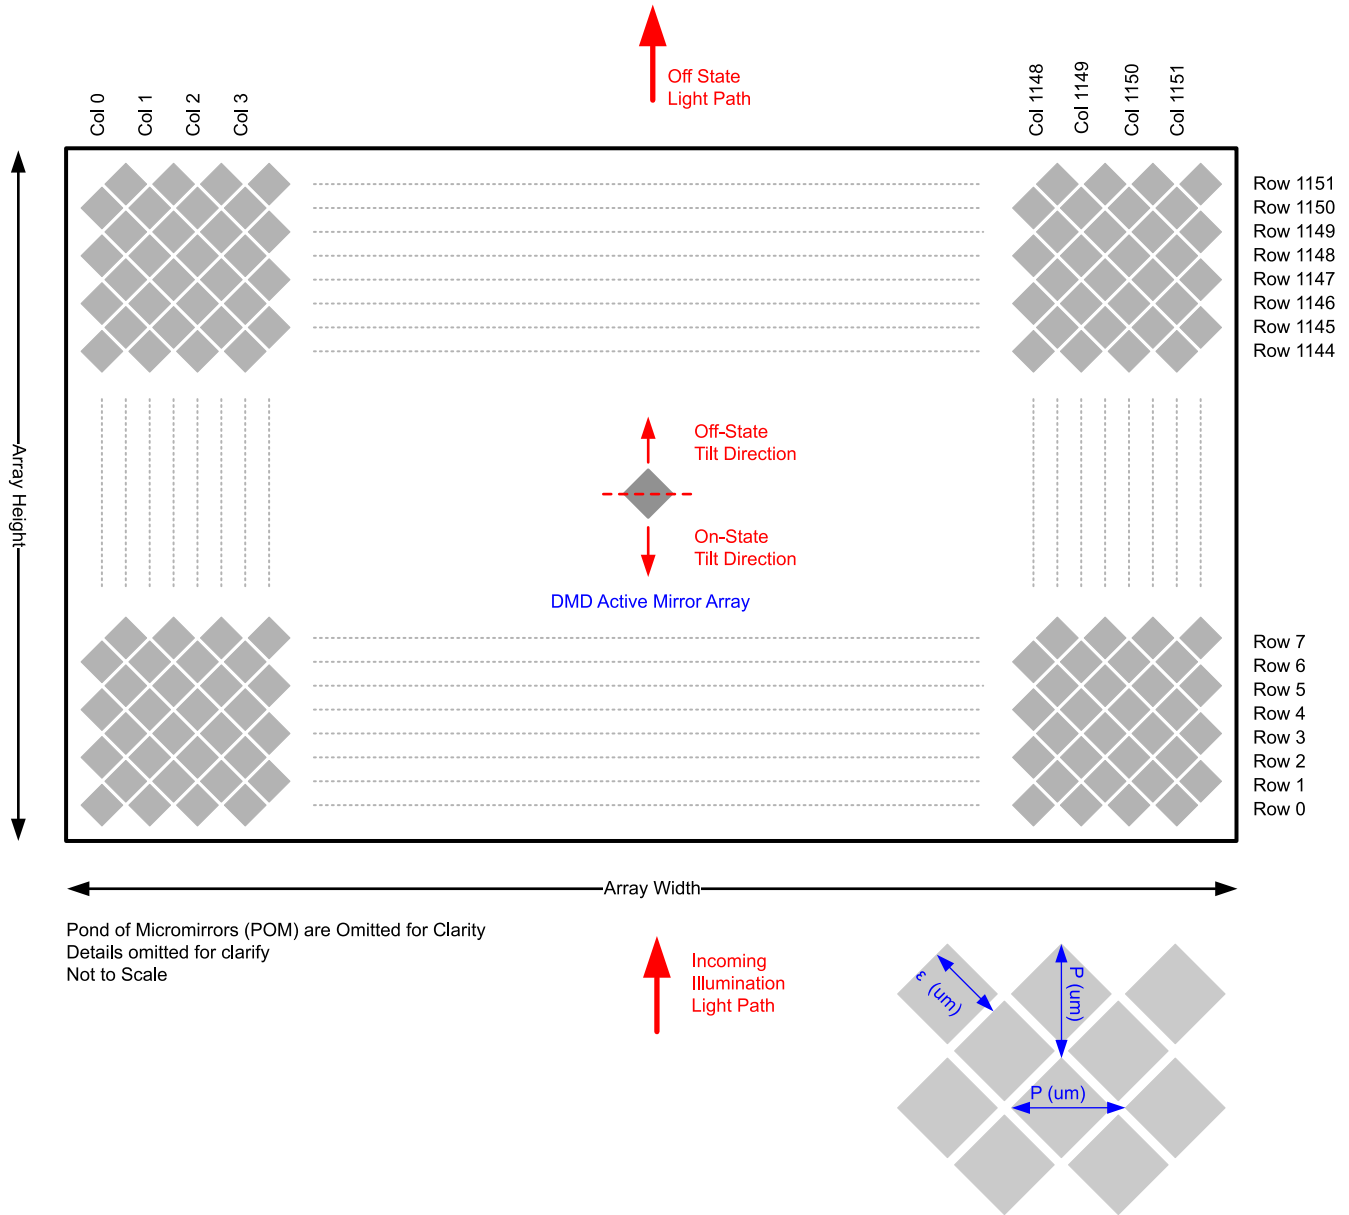 Off State
Light Path
Col 0
Col 1
Col 2
Col 3
Col 1148
Col 1149
Col 1150
Col 1151
Row 1151
Row 1150
Row 1149
Row 1148
Row 1147
Row 1146
Row 1145
Row 1144
Array Height
Off-State
Tilt Direction
On-State
Tilt Direction
DMD Active Mirror Array
Row 7
Row 6
Row 5
Row 4
Row 3
Row 2
Row 1
Row 0
Array Width
Pond of Micromirrors (POM) are Omitted for Clarity
Details omitted for clarify
Not to Scale
Incoming
Illumination
Light Path
ε (um)
P (um)
P (um)